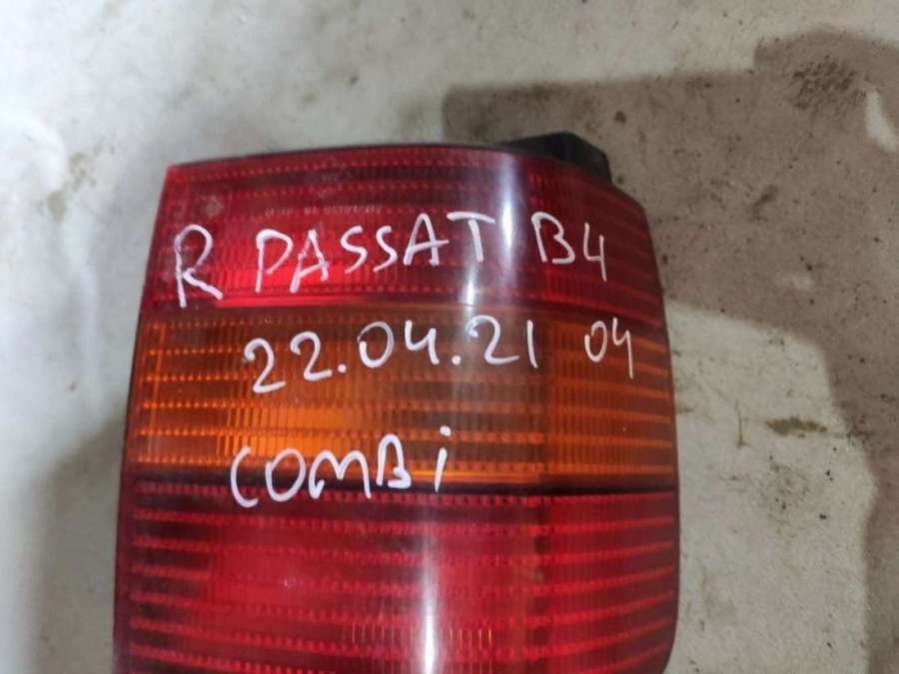 R PASSAT B4
22.04.21 04
COMBi